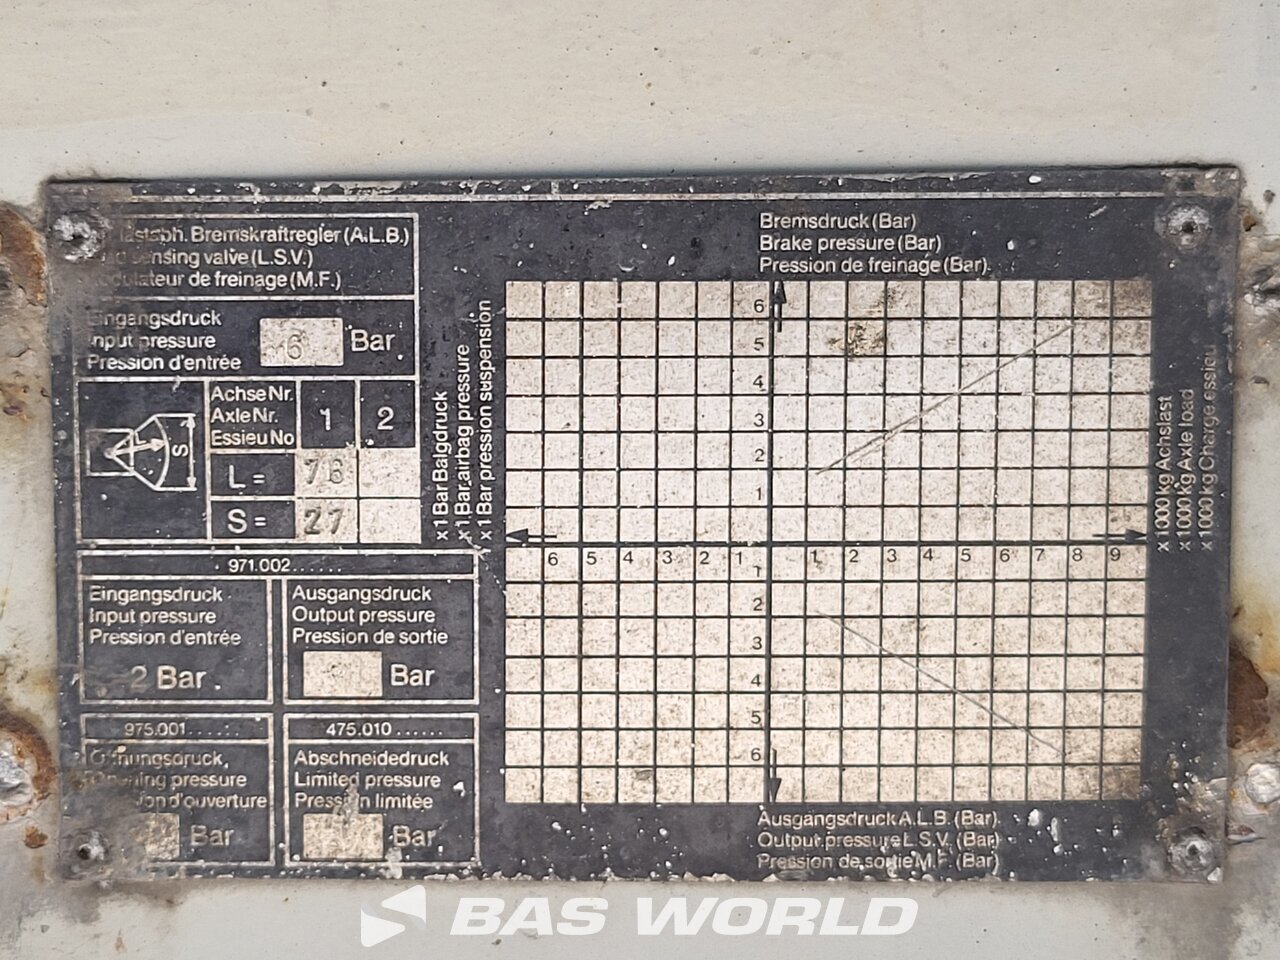 Bremskraftregler (A.L.B.)
sensing valve (L.S.V.)
de freinage (M.F.)
Eingangsdruck
Input pressure
Pression d'entrée
6 Bar
Achse Nr.
Axle Nr.
Essieu No
1 2
L =
S = 27
S
x 1 Bar Balgdruck
x 1 Bar airbag pressure
x 1 Bar pression suspension
Bremsdruck (Bar)
Brake pressure (Bar)
Pression de freinage (Bar)
6
5
4
3
2
1
6 5 4 3 2 1 1 2 3 4 5 6 7 8 9
1
2
3
4
5
6
x 1000 kg Achslast
x 1000 kg Axle load
x 1000 kg Charge essieu
Ausgangsdruck A.L.B. (Bar)
Output pressure L.S.V. (Bar)
Pression de sortie M.F. (Bar)
971.002......
Eingangsdruck
Input pressure
Pression d'entrée
2 Bar
Ausgangsdruck
Output pressure
Pression de sortie
Bar
975.001......
Öffnungsdruck
pressure
d'ouverture
Bar
475.010......
Abschneidedruck
Limited pressure
Pression limitée
Bar
BAS WORLD